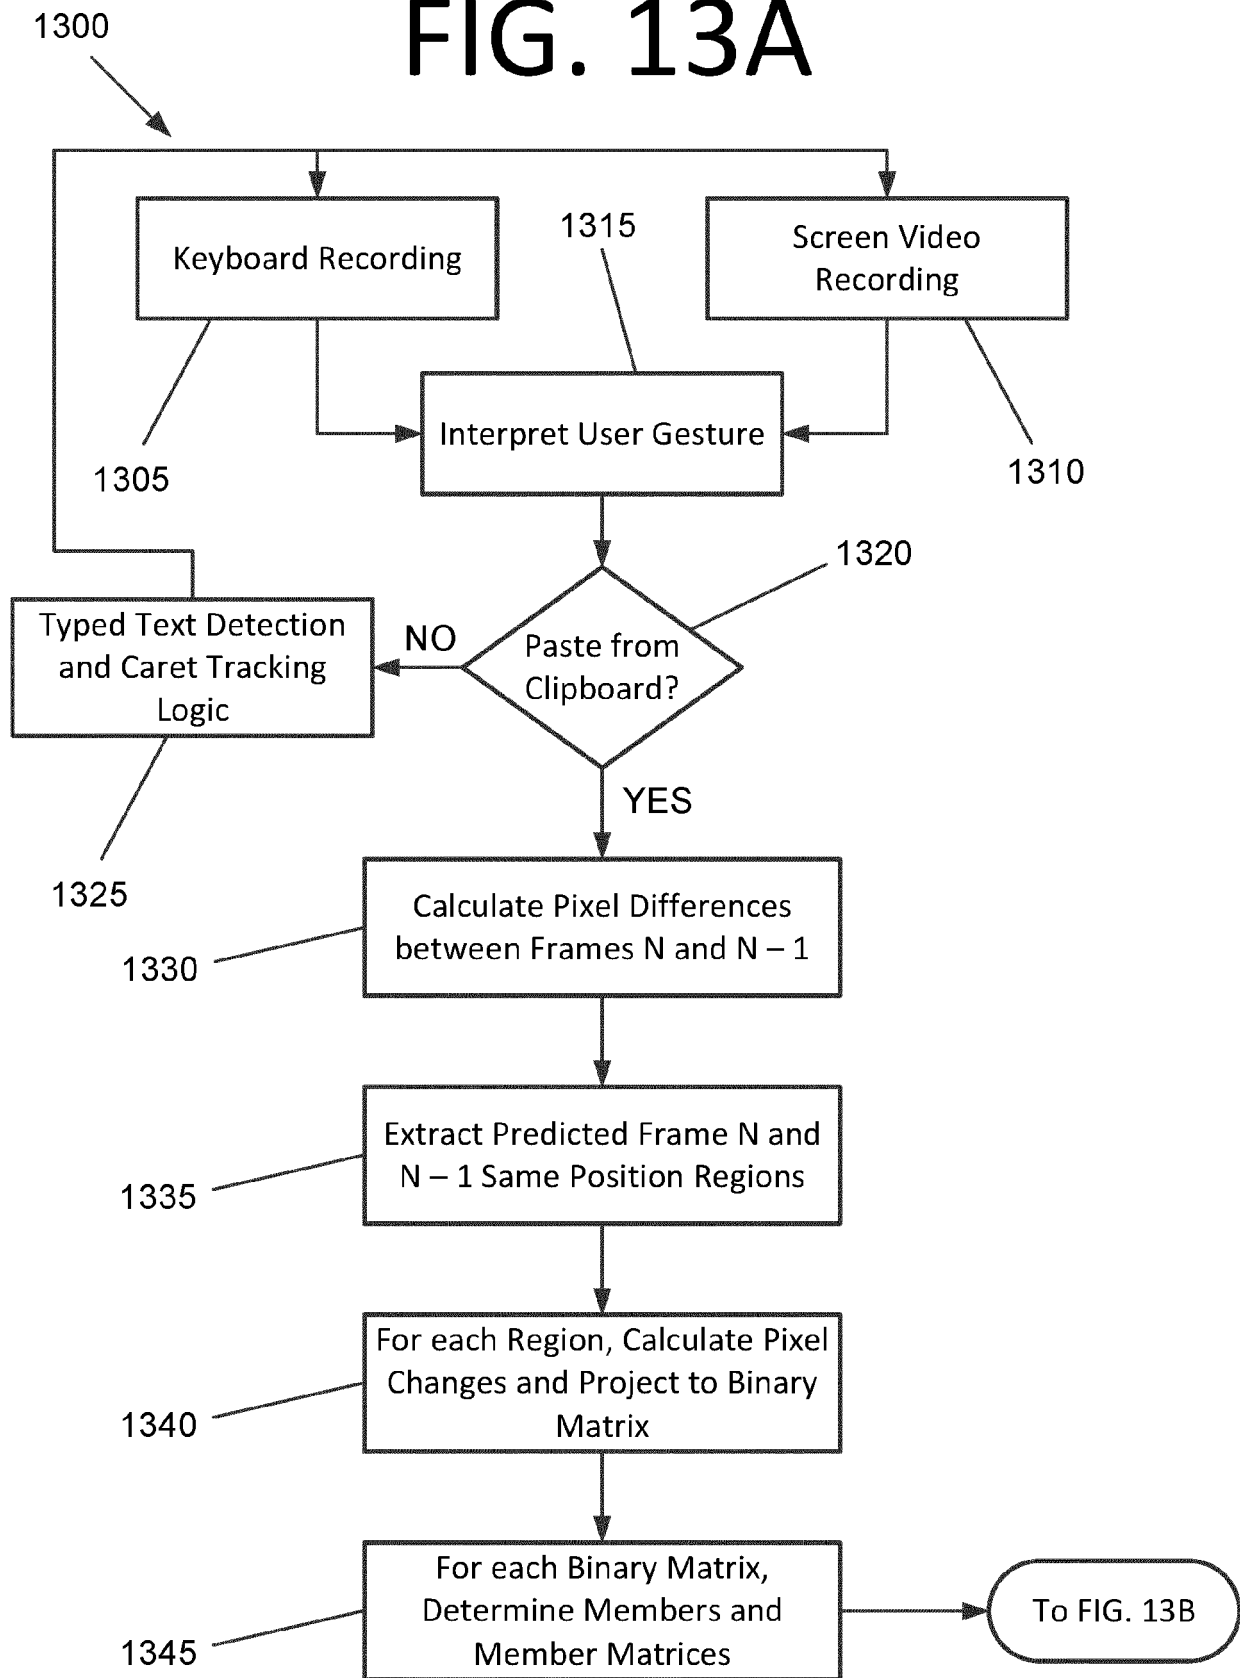 FIG. 13A
1300
Keyboard Recording
1315
Screen Video
Recording
1305
Interpret User Gesture
1310
1320
Typed Text Detection
and Caret Tracking
Logic
NO
Paste from
Clipboard?
1325
YES
Calculate Pixel Differences
between Frames N and N – 1
1330
Extract Predicted Frame N and
N – 1 Same Position Regions
1335
For each Region, Calculate Pixel
Changes and Project to Binary
Matrix
1340
For each Binary Matrix,
Determine Members and
Member Matrices
1345
To FIG. 13B